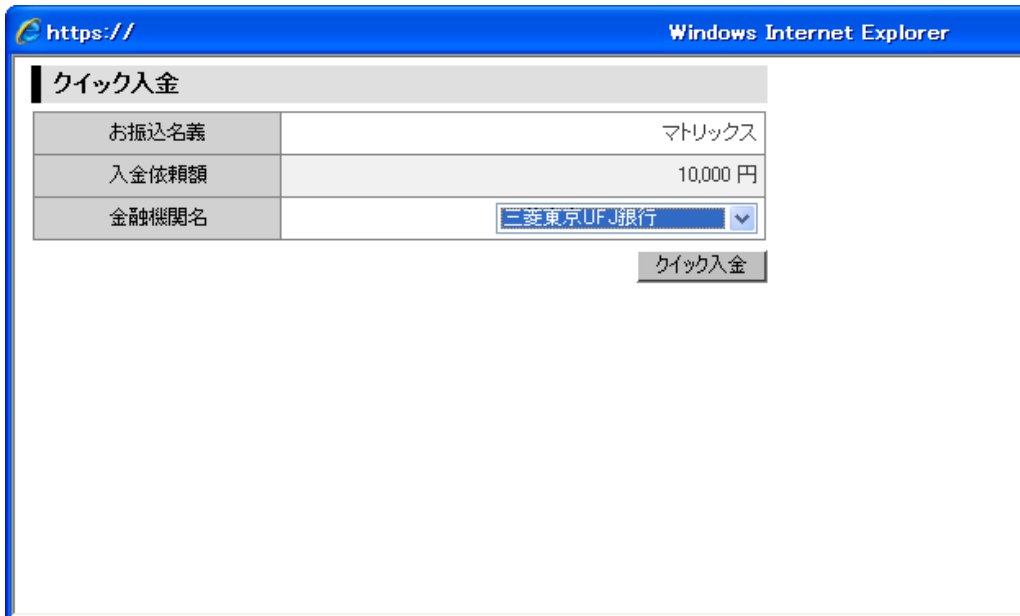 https:// Windows Internet Explorer
クイック入金
お振込名義 マトリックス
入金依頼額 10,000 円
金融機関名 三菱東京UFJ銀行
クイック入金